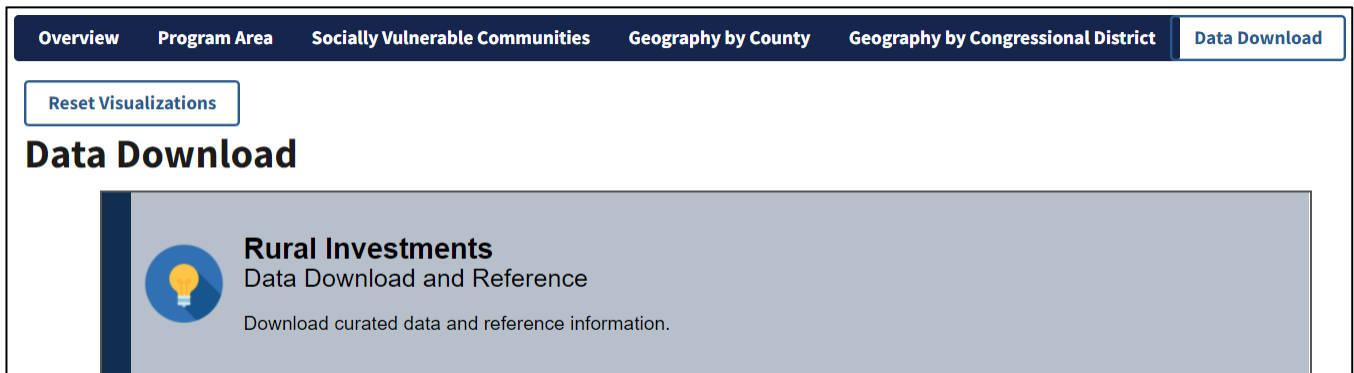 Overview Program Area Socially Vulnerable Communities Geography by County Geography by Congressional District Data Download
Reset Visualizations
Data Download
Rural Investments
Data Download and Reference
Download curated data and reference information.